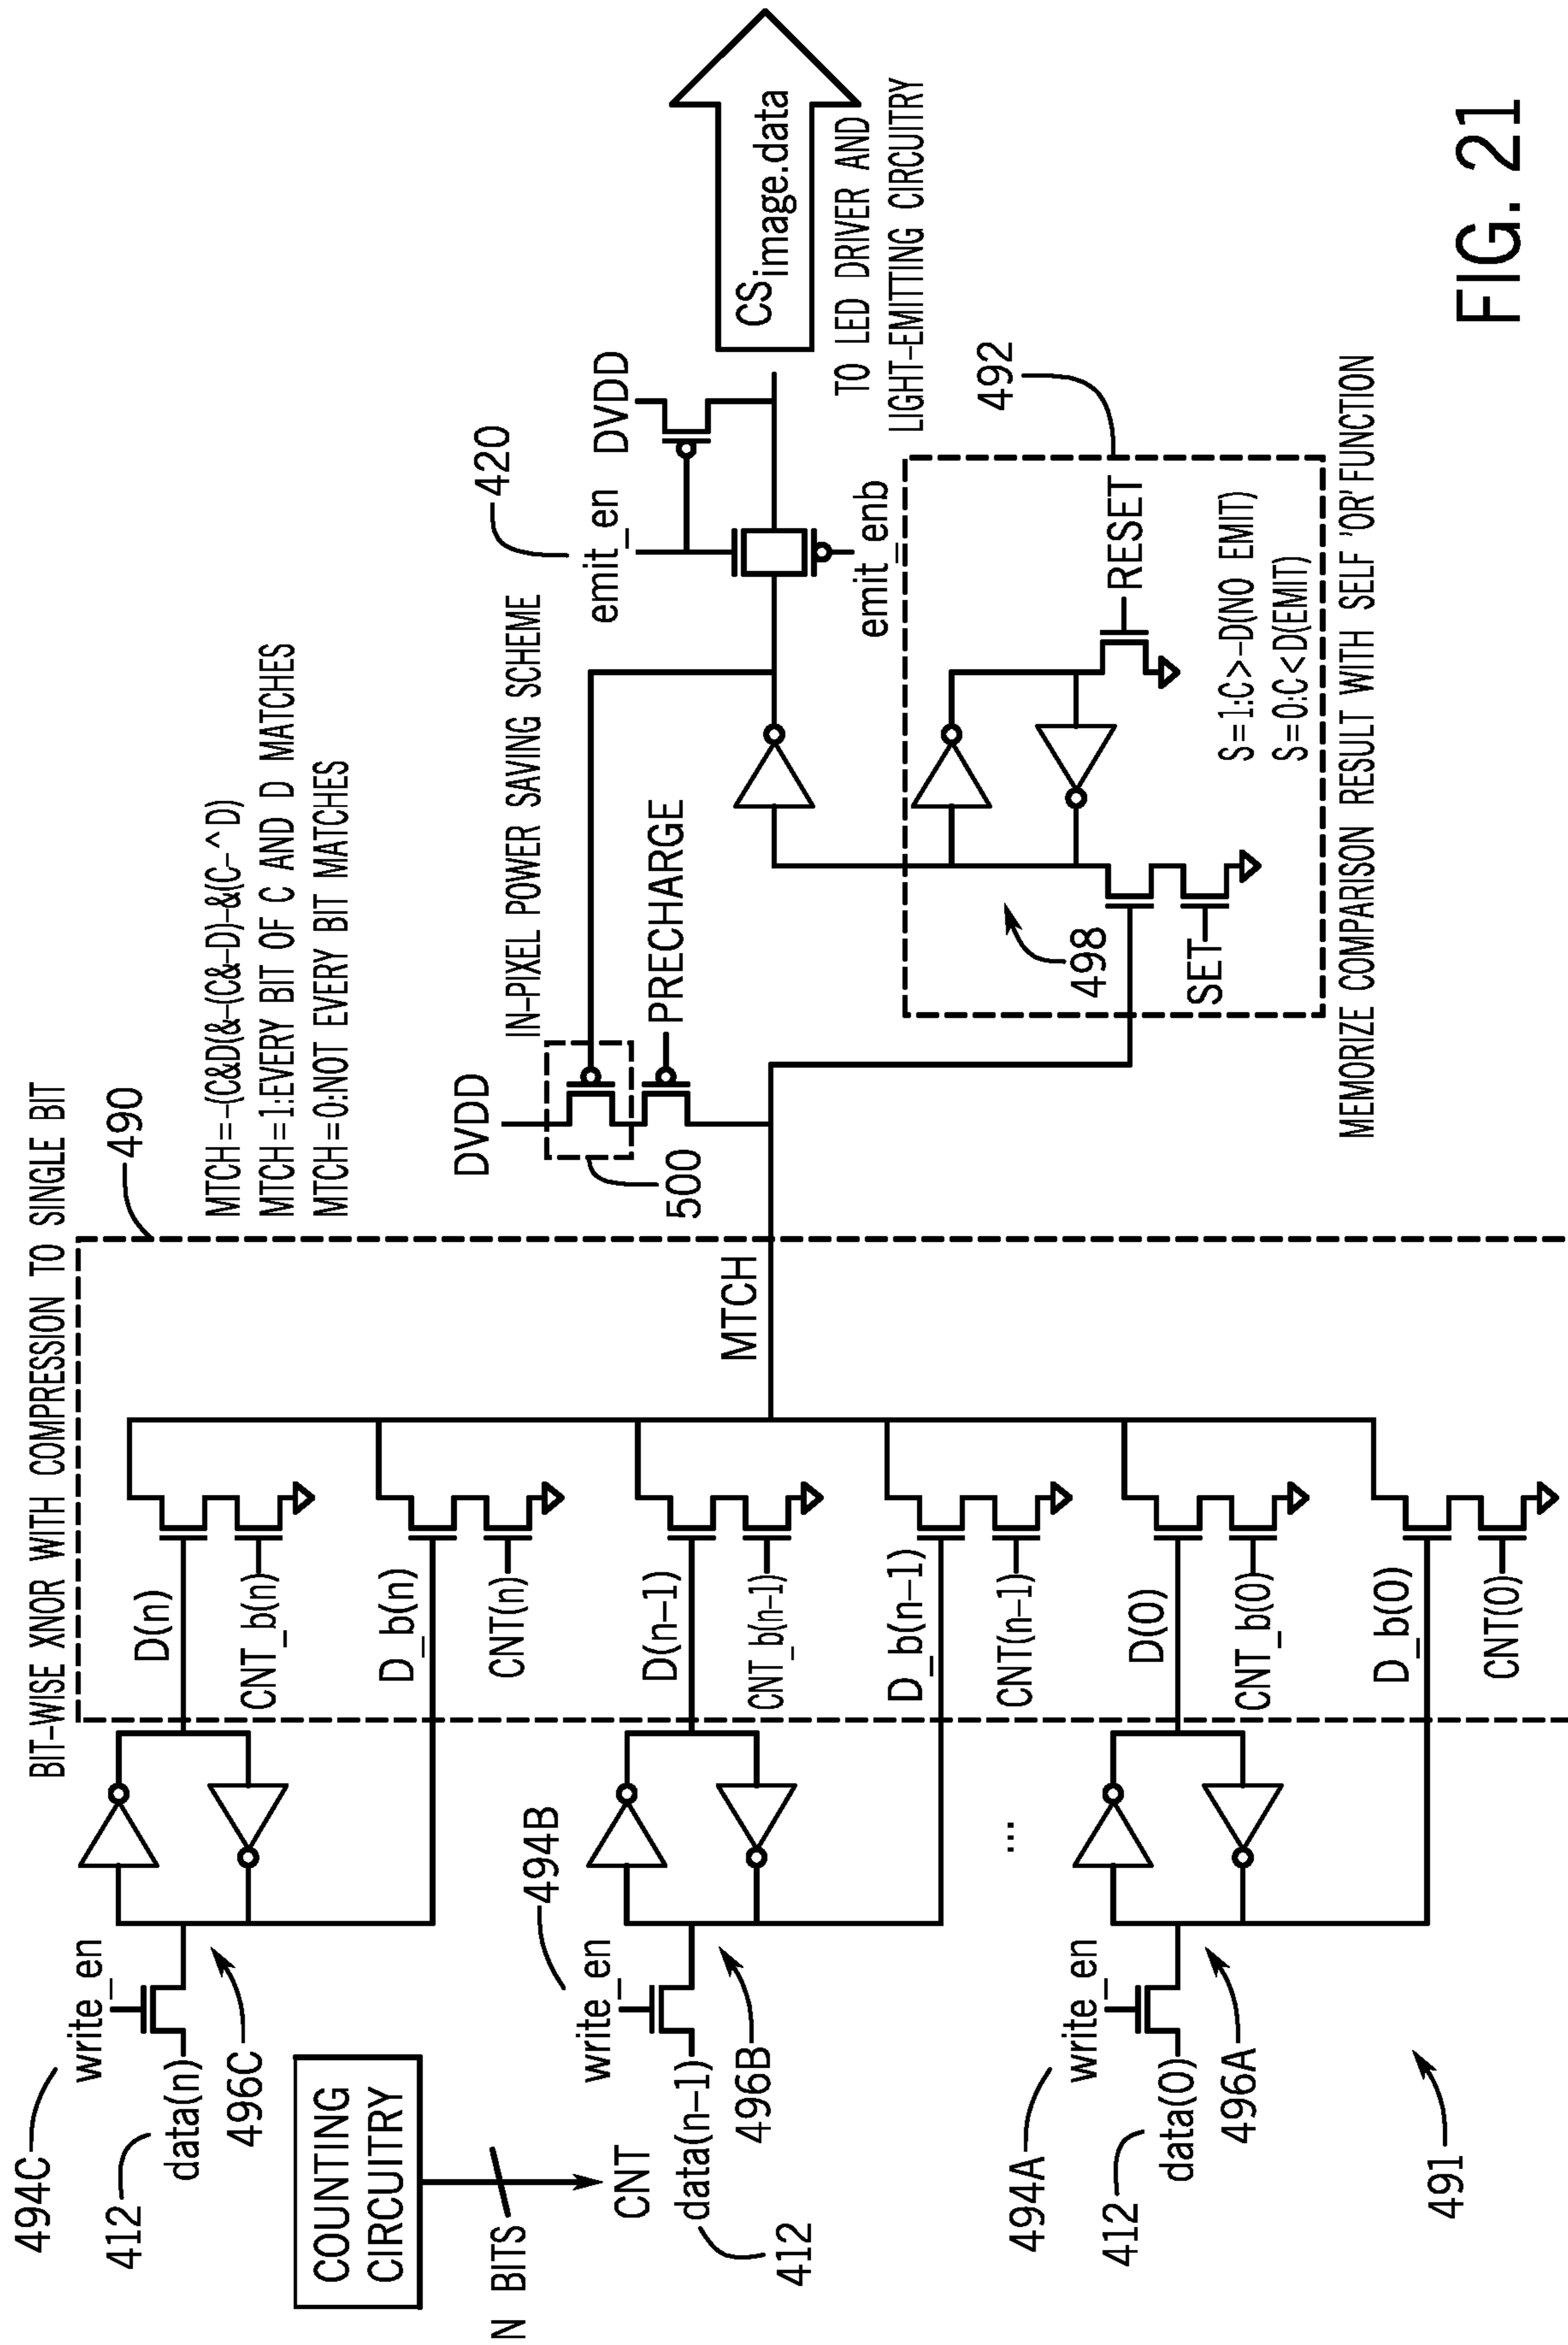 BIT-WISE XNOR WITH COMPRESSION TO SINGLE BIT
490
MTCH=-(C&D(&-(C&-D)-&(C-^D)
MTCH=1:EVERY BIT OF C AND D MATCHES
MTCH=0:NOT EVERY BIT MATCHES
494C
write_en
412
data(n)
496C
D(n)
CNT_b(n)
D_b(n)
CNT(n)
COUNTING
CIRCUITRY
N BITS
CNT
494B
write_en
data(n-1)
412
496B
D(n-1)
CNT_b(n-1)
D_b(n-1)
CNT(n-1)
...
494A
write_en
412
data(0)
496A
D(0)
CNT_b(0)
D_b(0)
CNT(0)
491
MTCH
DVDD
500
IN-PIXEL POWER SAVING SCHEME
PRECHARGE
420
emit_en
DVDD
emit_enb
CSimage.data
TO LED DRIVER AND
LIGHT-EMITTING CIRCUITRY
492
498
SET
RESET
S=1:C>-D(NO EMIT)
S=0:C<D(EMIT)
MEMORIZE COMPARISON RESULT WITH SELF 'OR' FUNCTION
FIG. 21